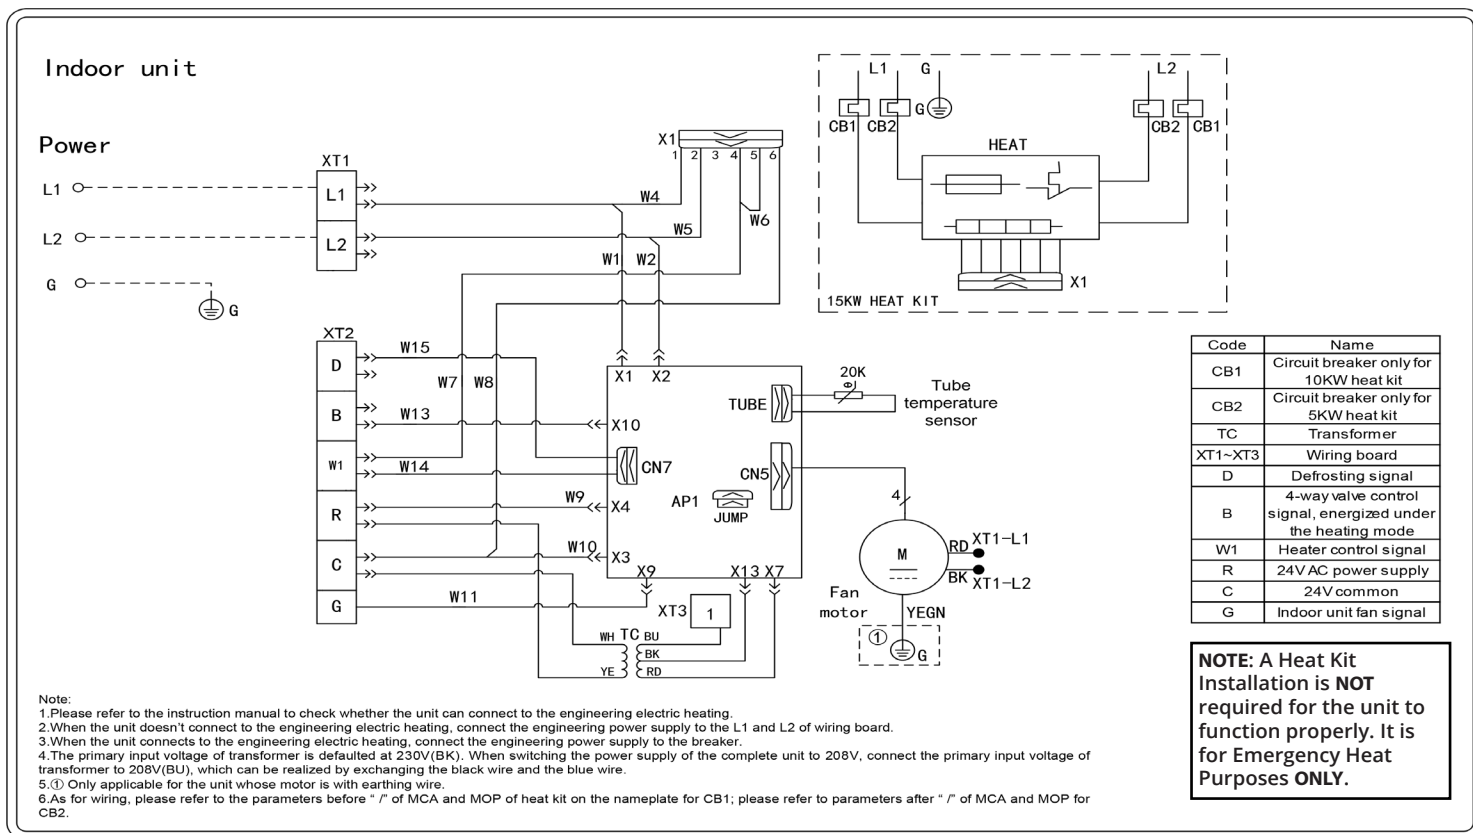 Indoor unit
Power
L1
L2
G
G
XT1
L1
L2
X1
1 2 3 4 5 6
W4
W5
W6
W1
W2
L1
G
L2
CB1
CB2
G
CB2
CB1
HEAT
X1
15KW HEAT KIT
XT2
D
B
W1
R
C
G
W15
W7
W8
W13
W14
W9
W10
W11
X1
X2
X10
CN7
X4
X3
X9
X13
X7
AP1
JUMP
TUBE
CN5
20K
θ
Tube
temperature
sensor
4
M
RD
XT1-L1
BK
XT1-L2
Fan
motor
YEGN
①
G
XT3
1
WH
TC
BU
BK
YE
RD
Code Name
CB1 Circuit breaker only for
10KW heat kit
CB2 Circuit breaker only for
5KW heat kit
TC Transformer
XT1~XT3 Wiring board
D Defrosting signal
B 4-way valve control
signal, energized under
the heating mode
W1 Heater control signal
R 24V AC power supply
C 24V common
G Indoor unit fan signal
NOTE: A Heat Kit
Installation is NOT
required for the unit to
function properly. It is
for Emergency Heat
Purposes ONLY.
Note:
1.Please refer to the instruction manual to check whether the unit can connect to the engineering electric heating.
2.When the unit doesn't connect to the engineering electric heating, connect the engineering power supply to the L1 and L2 of wiring board.
3.When the unit connects to the engineering electric heating, connect the engineering power supply to the breaker.
4.The primary input voltage of transformer is defaulted at 230V(BK). When switching the power supply of the complete unit to 208V, connect the primary input voltage of
transformer to 208V(BU), which can be realized by exchanging the black wire and the blue wire.
5.① Only applicable for the unit whose motor is with earthing wire.
6.As for wiring, please refer to the parameters before “ /” of MCA and MOP of heat kit on the nameplate for CB1; please refer to parameters after “ /” of MCA and MOP for
CB2.